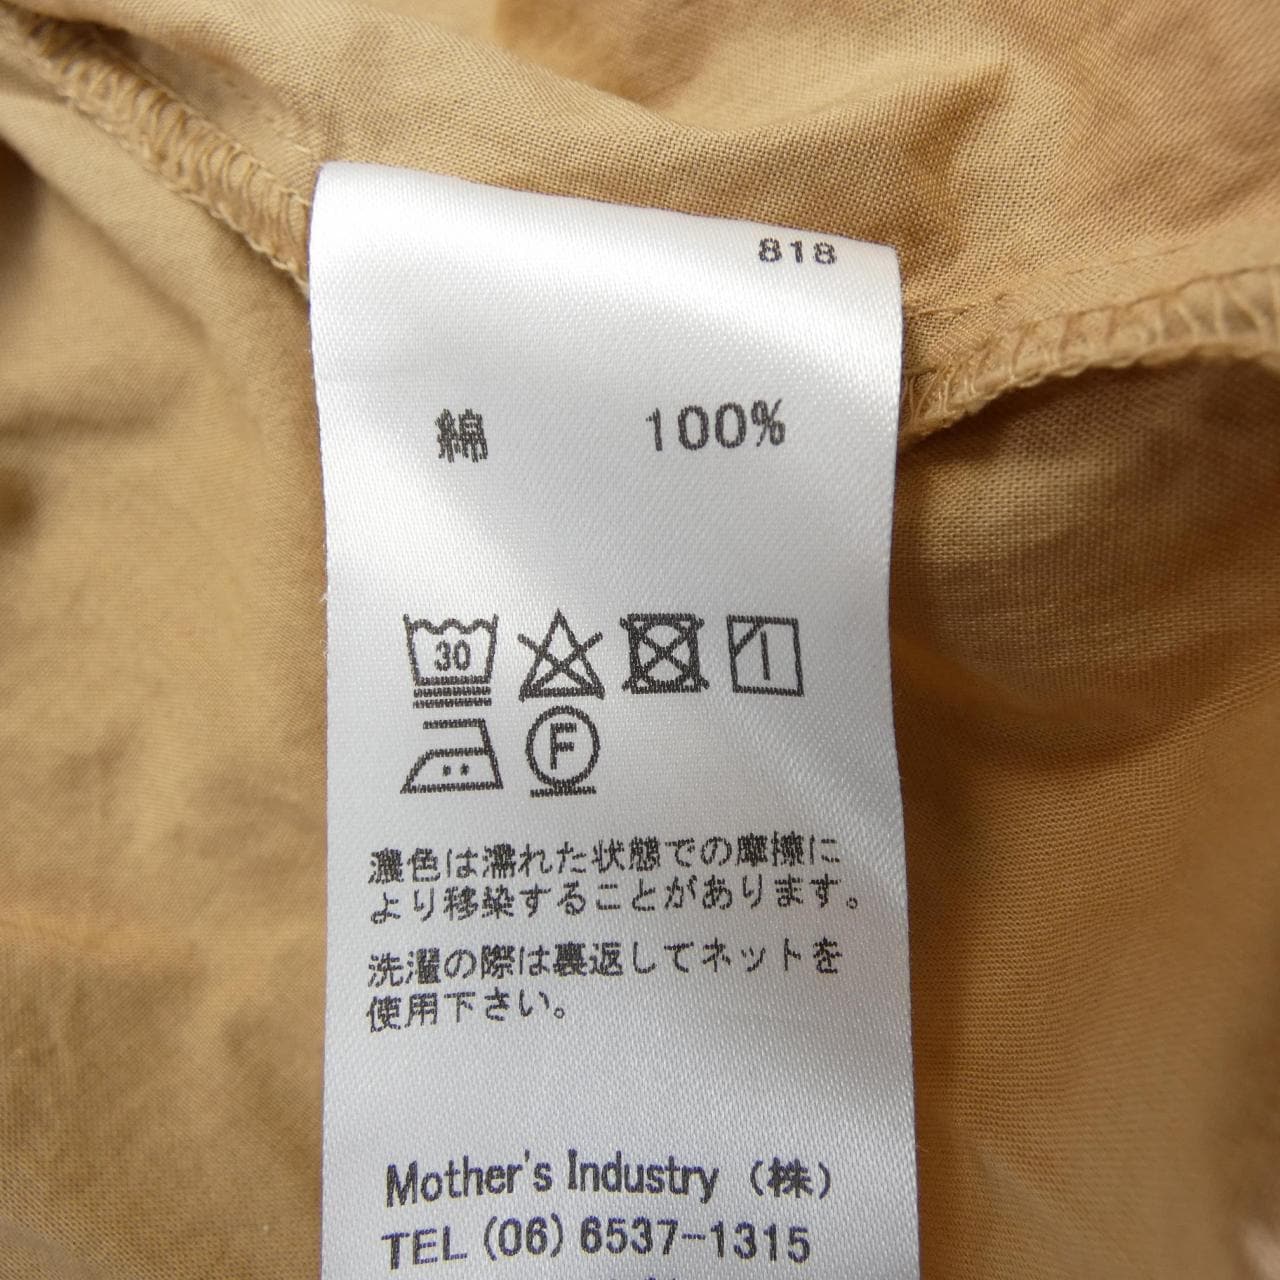 818
綿 100%
30
F
濃色は濡れた状態での摩擦に
より移染することがあります。
洗濯の際は裏返してネットを
使用下さい。
Mother's Industry (株)
TEL (06) 6537-1315